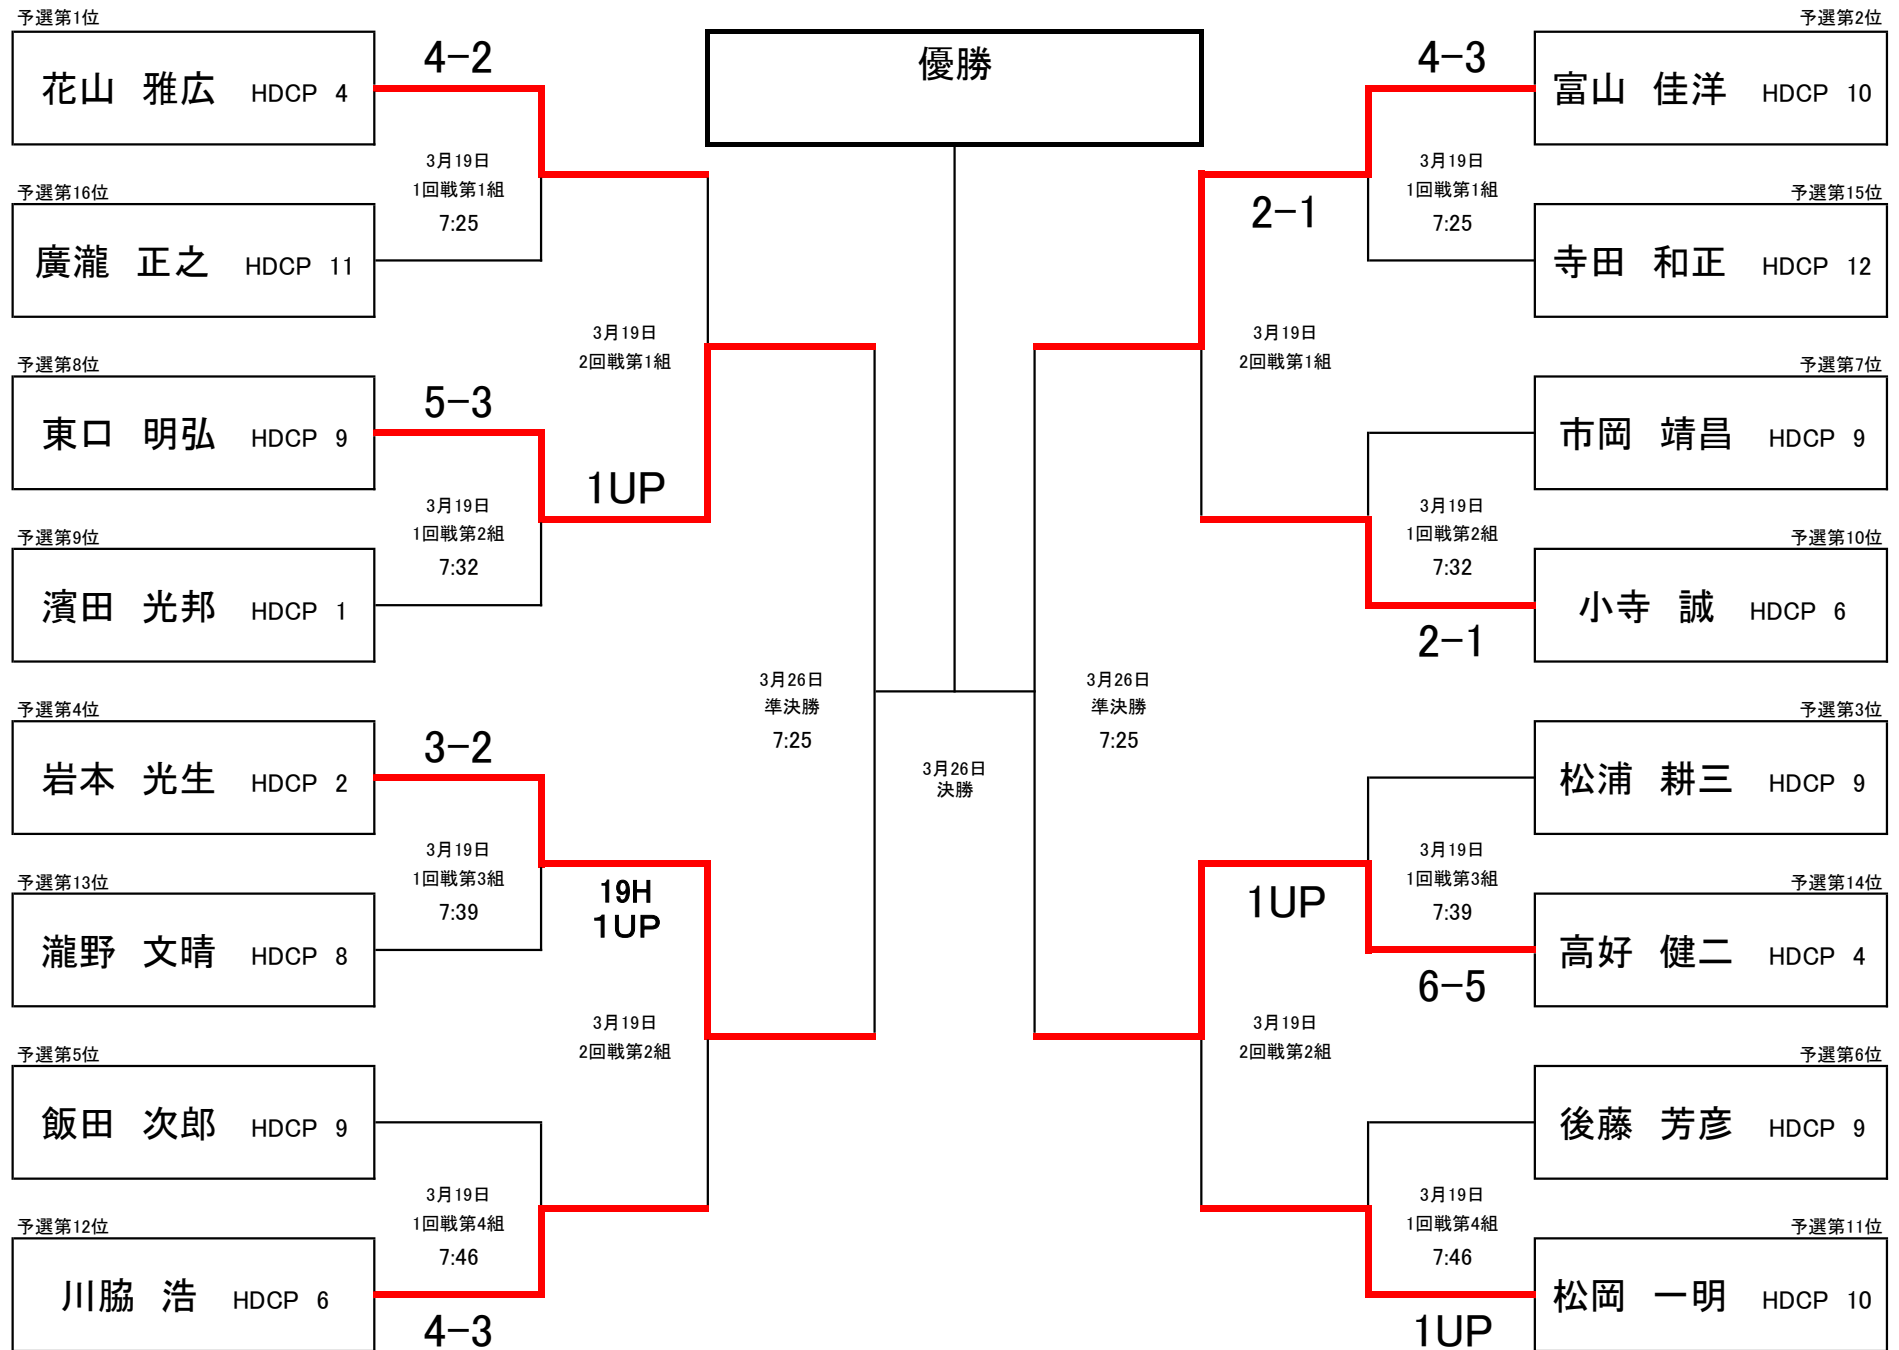 予選第1位
花山 雅広 HDCP 4
4-2
3月19日
1回戦第1組
7:25
予選第16位
廣瀧 正之 HDCP 11
3月19日
2回戦第1組
予選第8位
東口 明弘 HDCP 9
5-3
1UP
3月19日
1回戦第2組
7:32
予選第9位
濱田 光邦 HDCP 1
3月26日
準決勝
7:25
予選第4位
岩本 光生 HDCP 2
3-2
3月19日
1回戦第3組
7:39
19H
1UP
予選第13位
瀧野 文晴 HDCP 8
3月19日
2回戦第2組
予選第5位
飯田 次郎 HDCP 9
3月19日
1回戦第4組
7:46
予選第12位
川脇 浩 HDCP 6
4-3
優勝
3月26日
決勝
予選第2位
4-3
富山 佳洋 HDCP 10
3月19日
1回戦第1組
7:25
2-1
予選第15位
寺田 和正 HDCP 12
3月19日
2回戦第1組
予選第7位
市岡 靖昌 HDCP 9
3月19日
1回戦第2組
7:32
予選第10位
小寺 誠 HDCP 6
2-1
3月26日
準決勝
7:25
予選第3位
松浦 耕三 HDCP 9
3月19日
1回戦第3組
7:39
1UP
予選第14位
高好 健二 HDCP 4
6-5
3月19日
2回戦第2組
予選第6位
後藤 芳彦 HDCP 9
3月19日
1回戦第4組
7:46
予選第11位
松岡 一明 HDCP 10
1UP